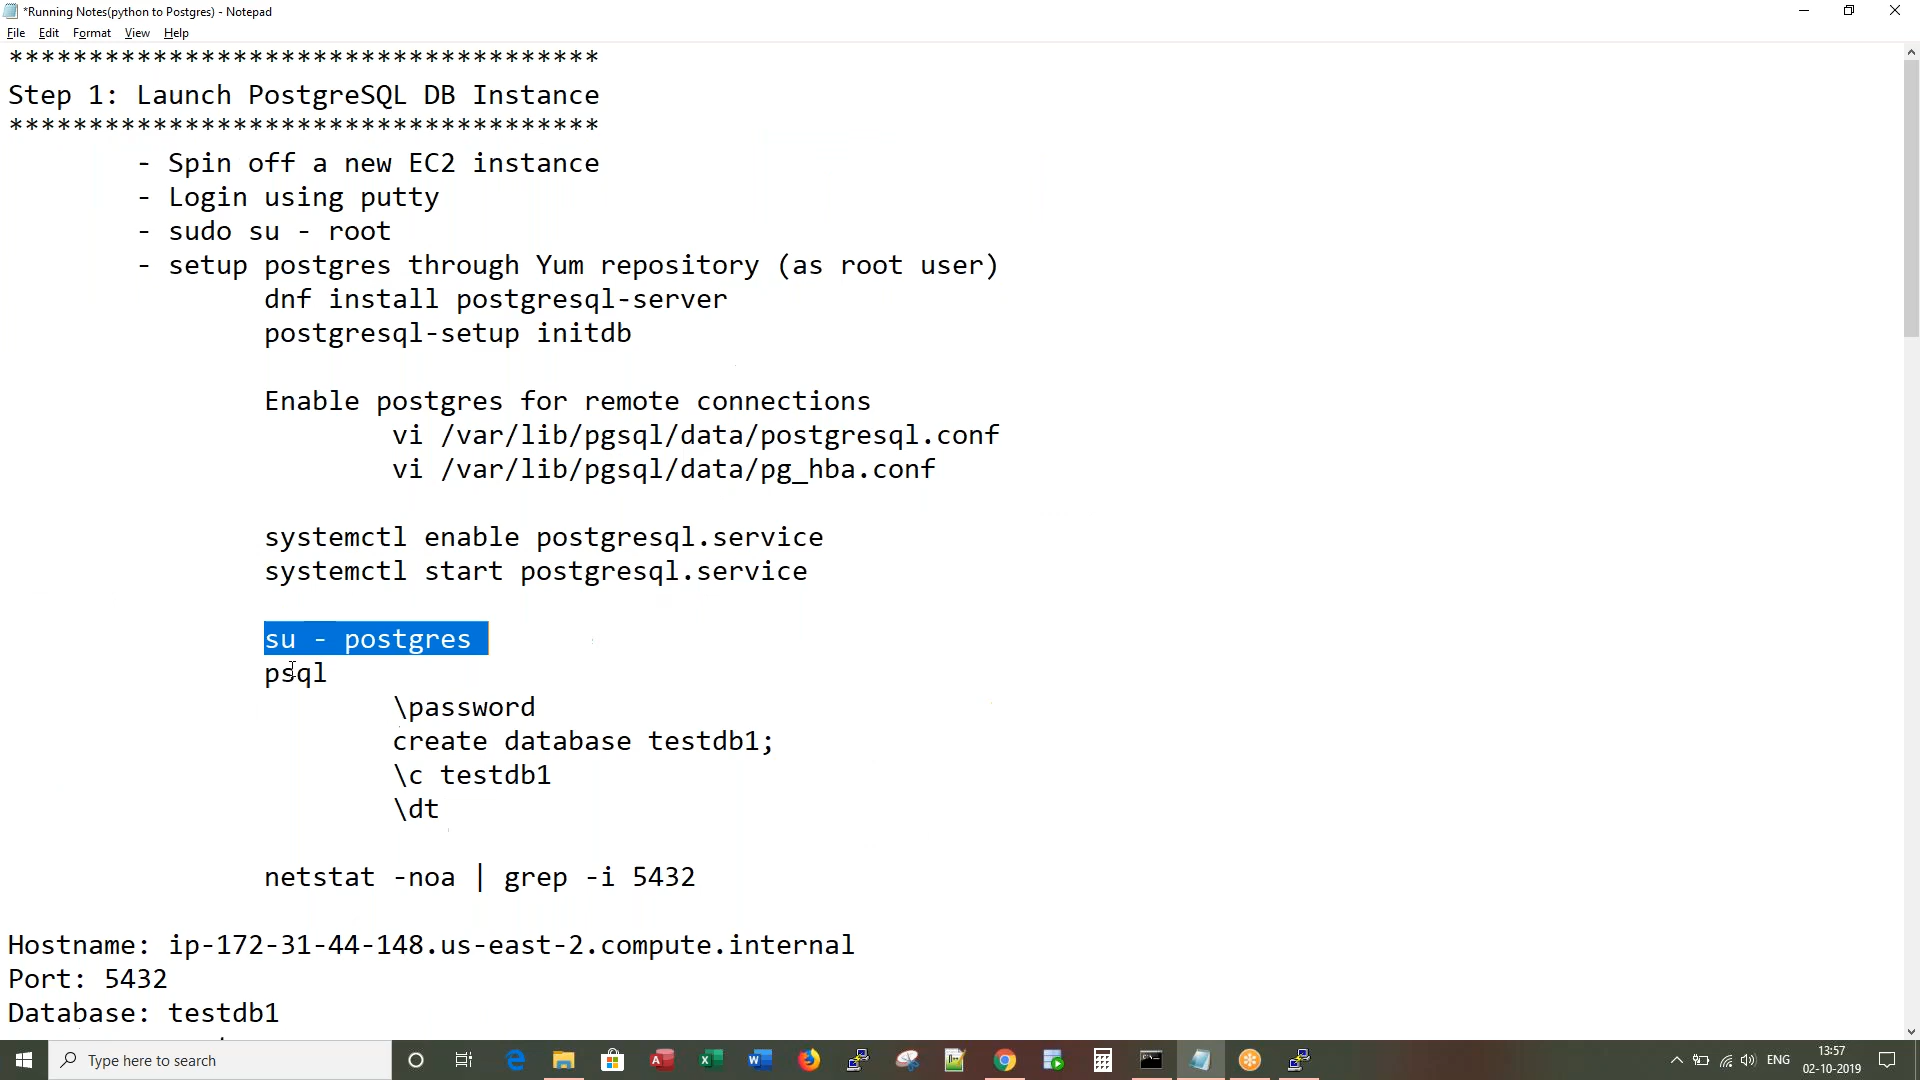 *Running Notes(python to Postgres) - Notepad
File Edit Format View Help
*************************************
Step 1: Launch PostgreSQL DB Instance
*************************************
- Spin off a new EC2 instance
- Login using putty
- sudo su - root
- setup postgres through Yum repository (as root user)
dnf install postgresql-server
postgresql-setup initdb
Enable postgres for remote connections
vi /var/lib/pgsql/data/postgresql.conf
vi /var/lib/pgsql/data/pg_hba.conf
systemctl enable postgresql.service
systemctl start postgresql.service
su - postgres
psql
\password
create database testdb1;
\c testdb1
\dt
netstat -noa | grep -i 5432
Hostname: ip-172-31-44-148.us-east-2.compute.internal
Port: 5432
Database: testdb1
Type here to search
ENG
13:57
02-10-2019